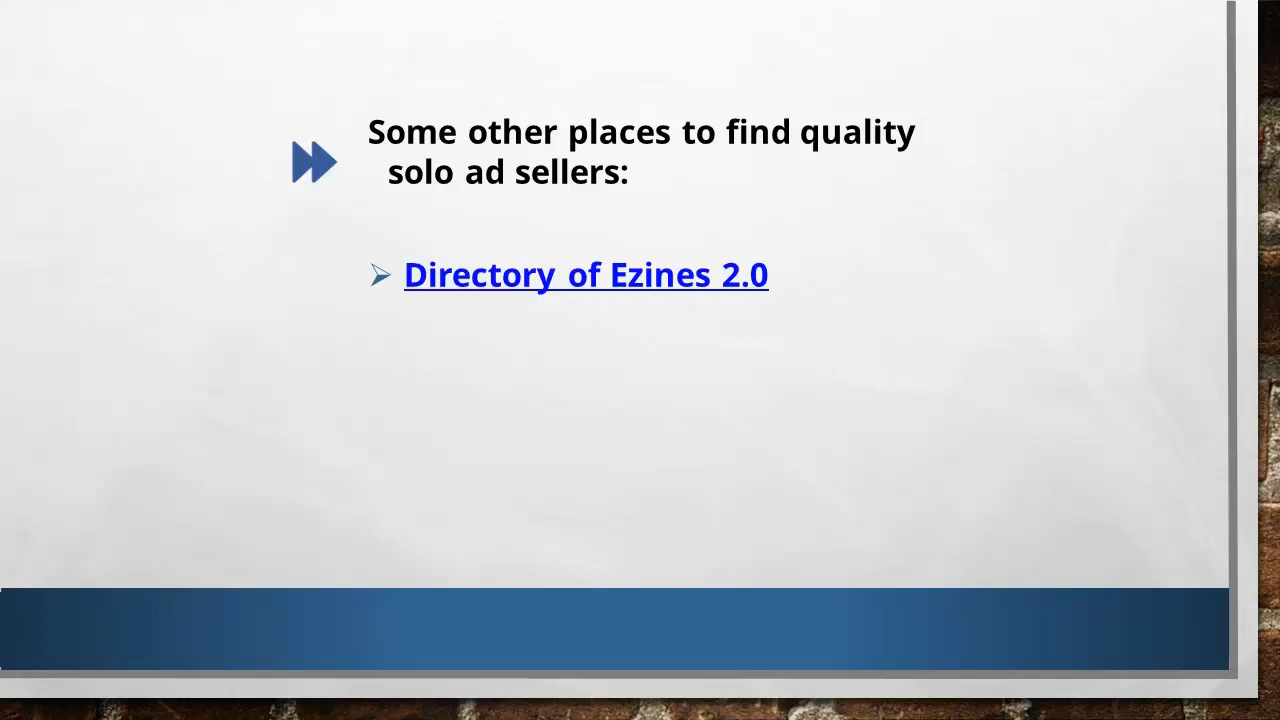 Some other places to find quality
solo ad sellers:
Directory of Ezines 2.0